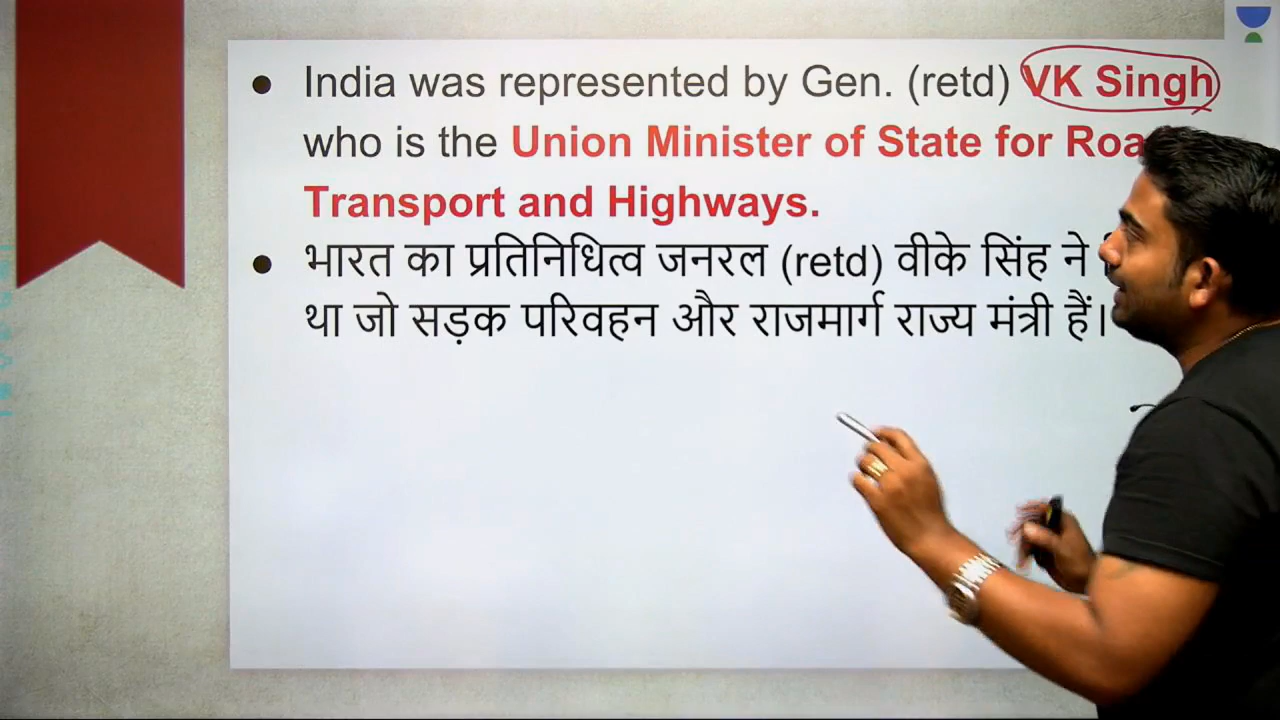 India was represented by Gen. (retd) VK Singh
who is the Union Minister of State for
Transport and Highways.
भारत का प्रतिनिधित्व जनरल (retd) वीके सिंह ने
था जो सड़क परिवहन और राजमार्ग राज्य मंत्री हैं।